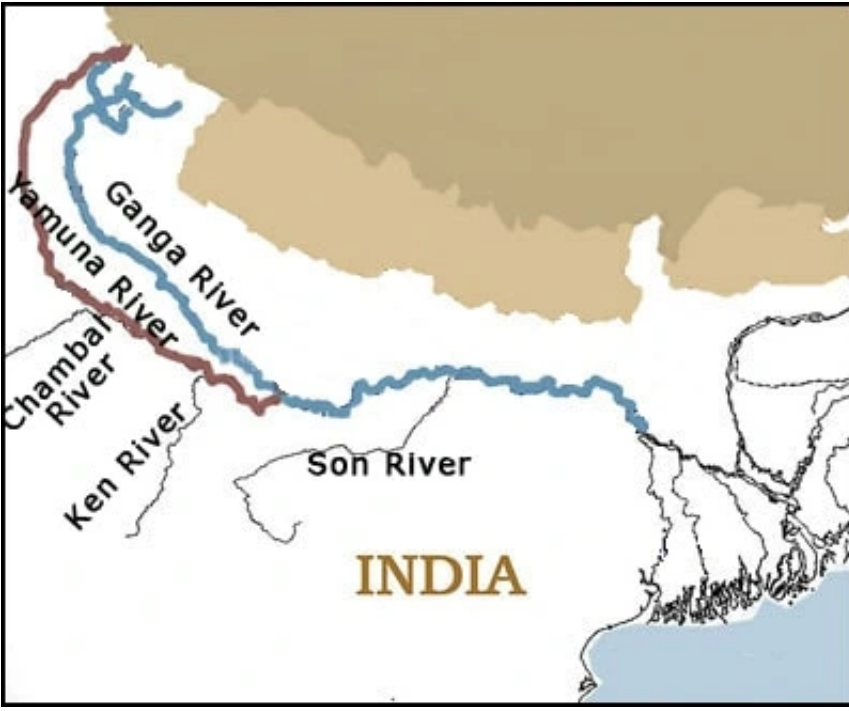 Yamuna River
Ganga River
Chambal
River
Ken River
Son River
INDIA